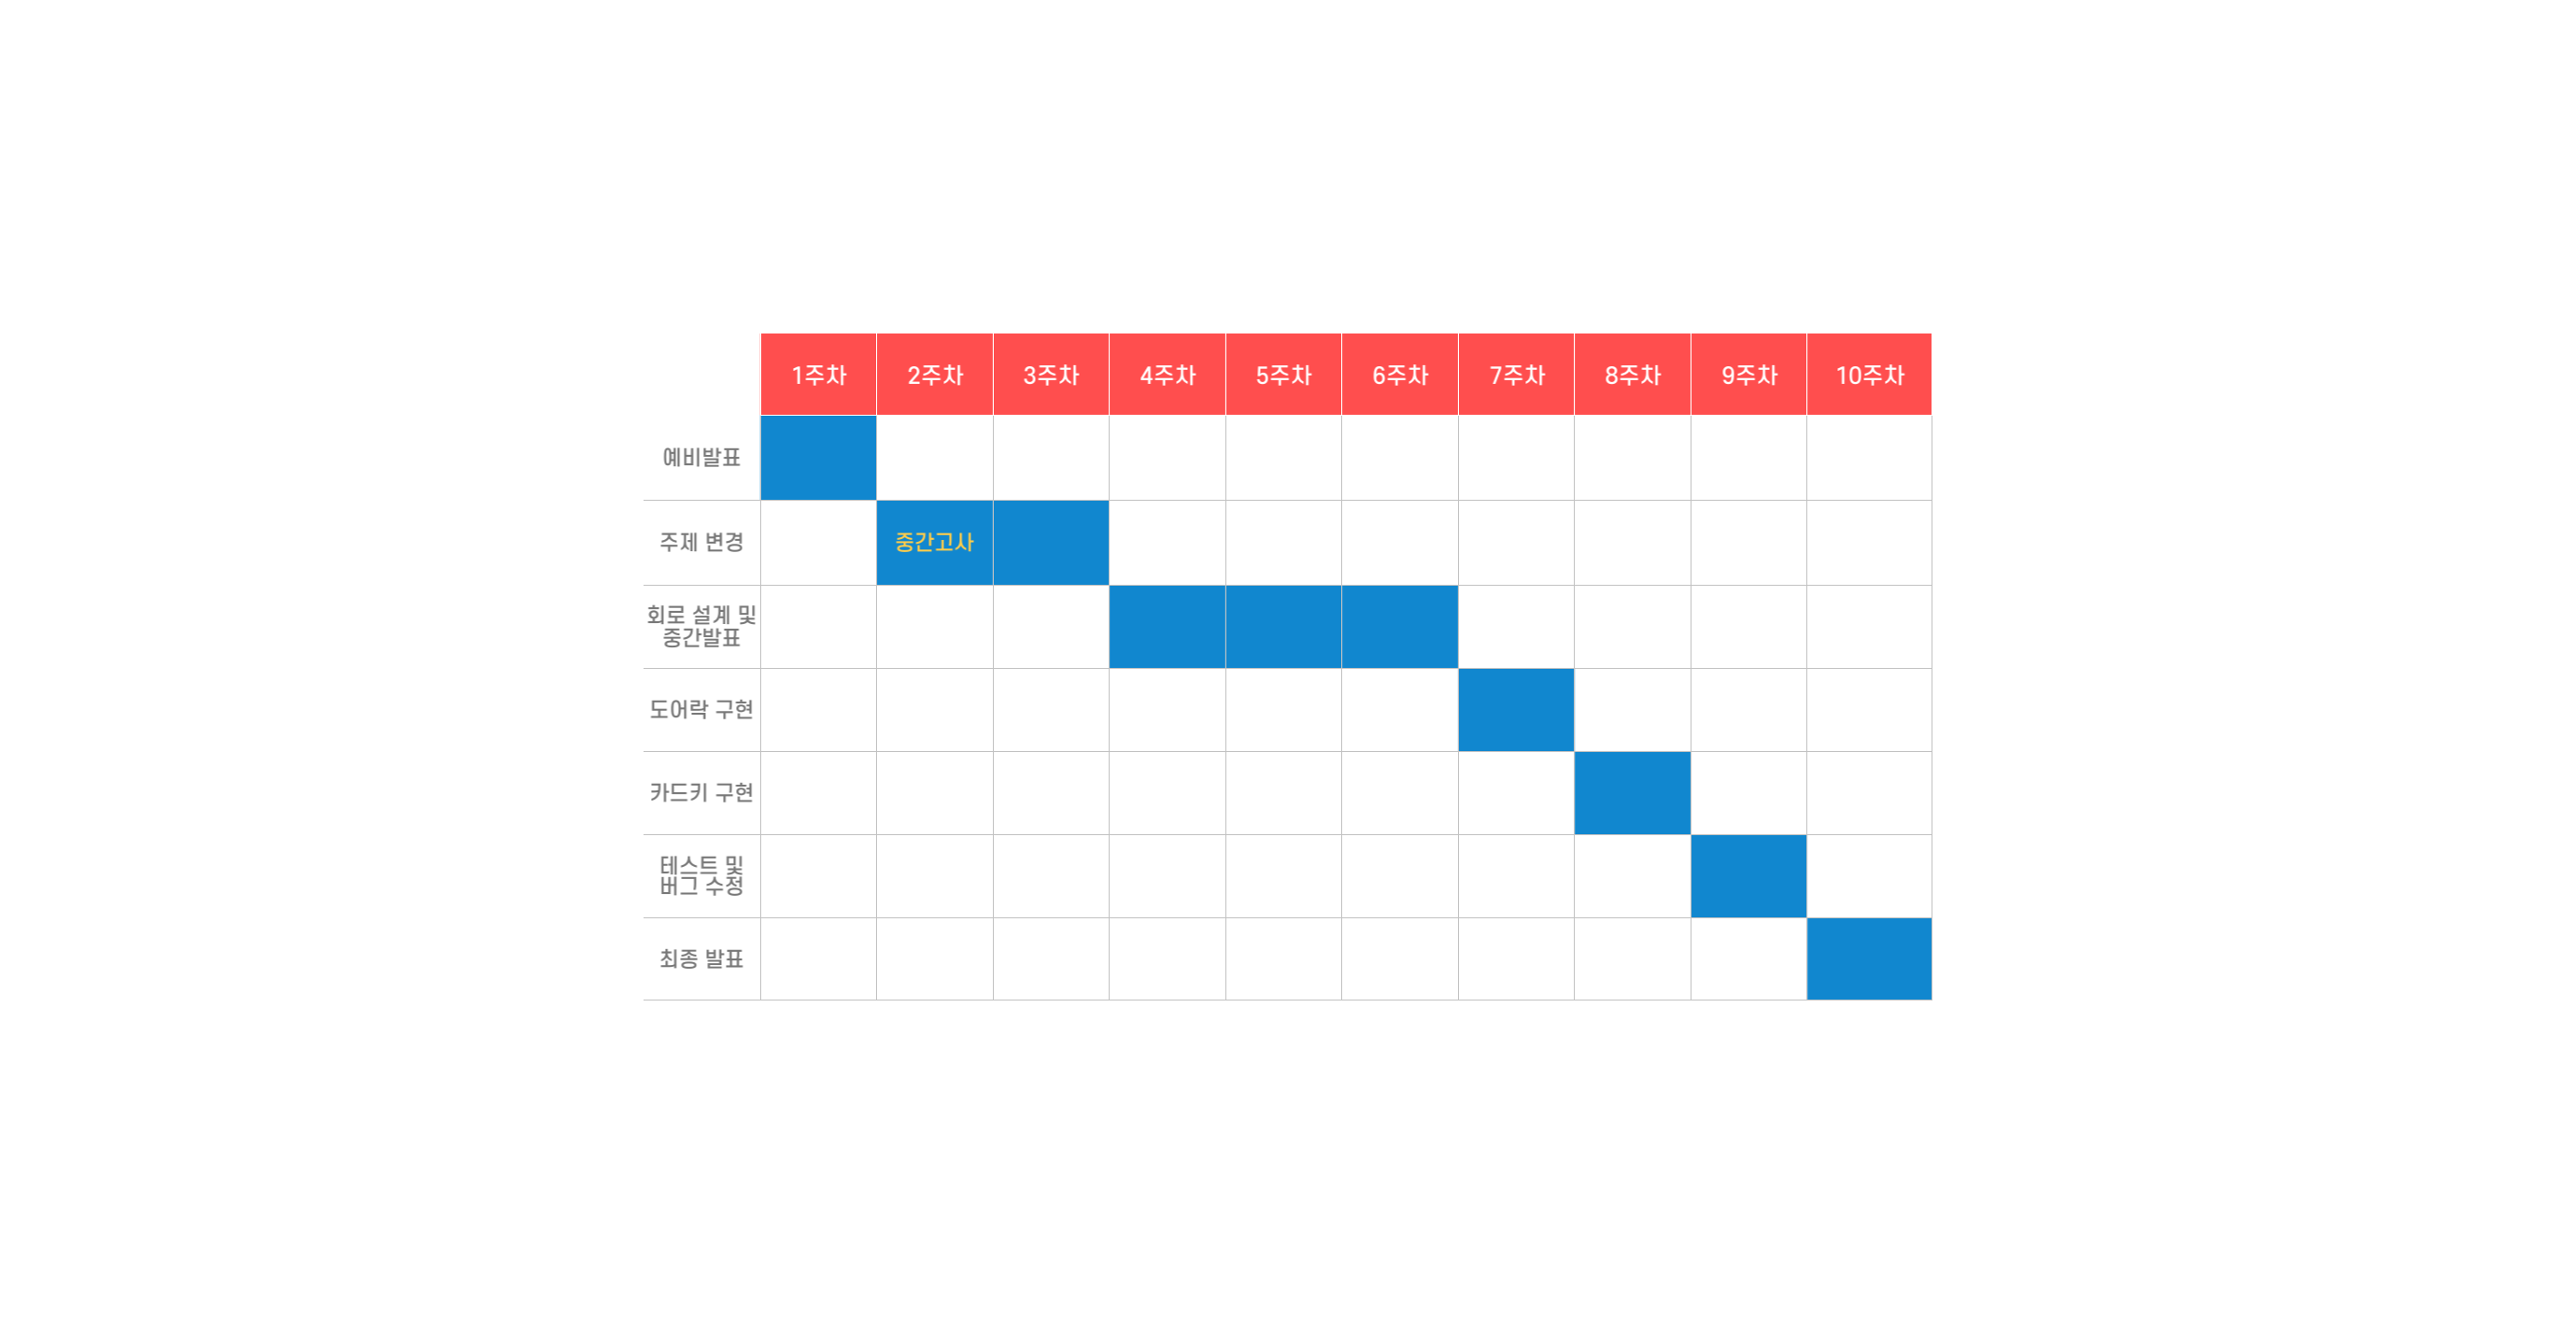 1주차 2주차 3주차 4주차 5주차 6주차 7주차 8주차 9주차 10주차
예비발표
주제 변경 중간고사
회로 설계 및
중간발표
도어락 구현
카드키 구현
테스트 및
버그 수정
최종 발표